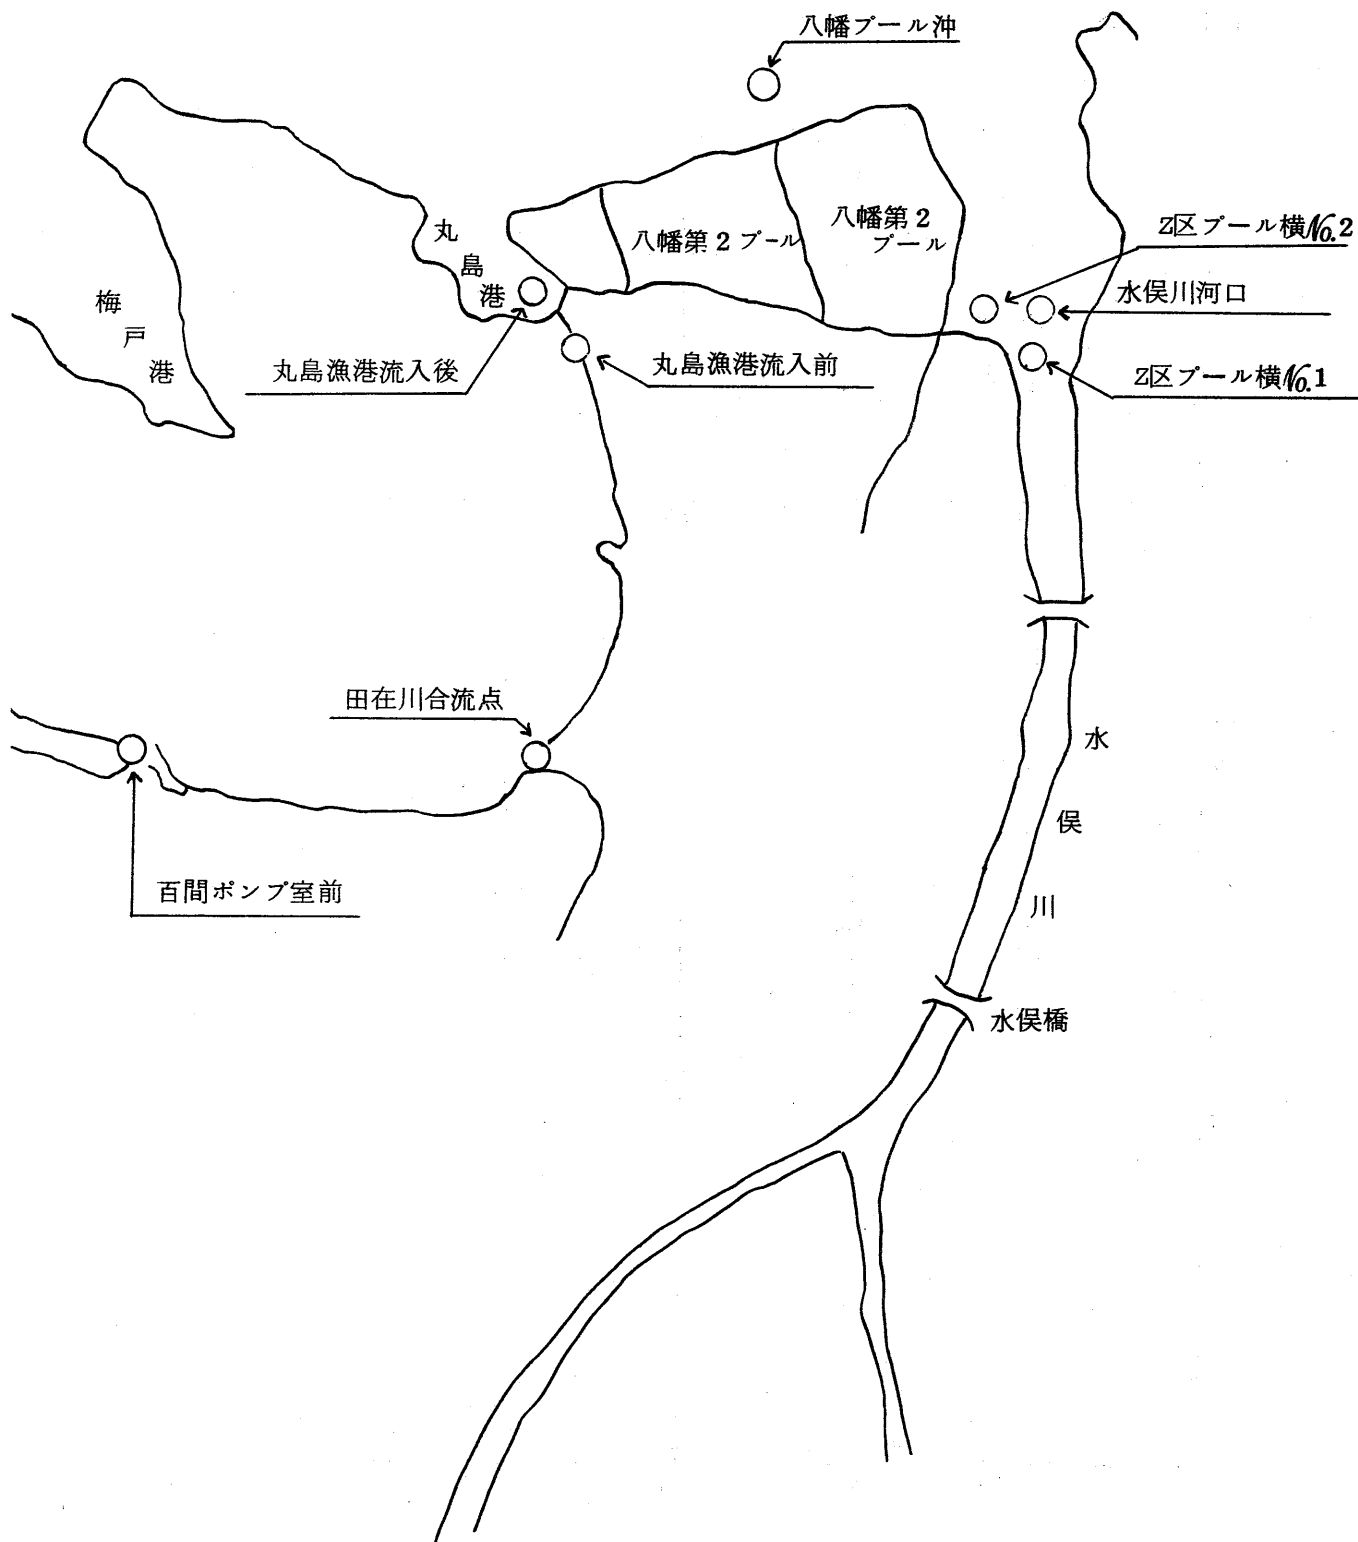 八幡プール沖
丸島港
八幡第2プール
八幡第2
プール
Z区プール横No.2
水俣川河口
梅戸港
丸島漁港流入後
丸島漁港流入前
Z区プール横No.1
田在川合流点
水俣川
百間ポンプ室前
水俣橋